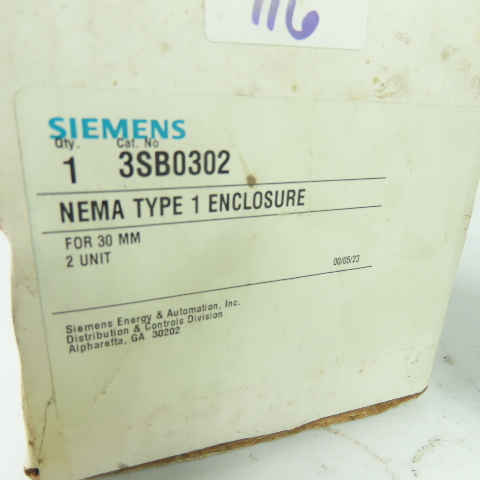 SIEMENS
Qty. Cat. No
1 3SB0302
NEMA TYPE 1 ENCLOSURE
FOR 30 MM
2 UNIT
00/05/23
Siemens Energy & Automation, Inc.
Distribution & Controls Division
Alpharetta, GA 30202